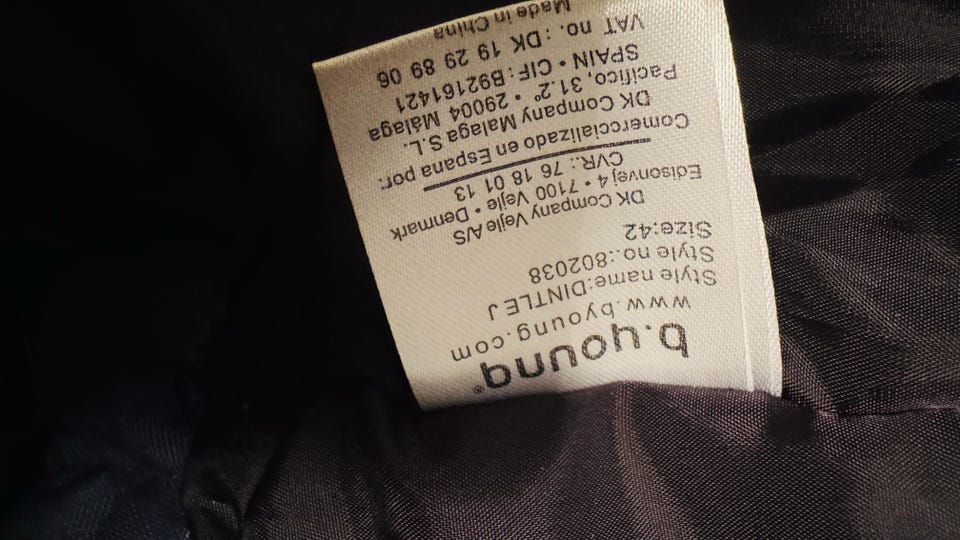 b.young®
www.byoung.com
Style name:DINTLE J
Style no.:802038
Size:42
DK Company Vejle A/S
Edisonvej 4 • 7100 Vejle • Denmark
CVR.: 76 18 01 13
Comercializado en Espana por:
DK Company Malaga S.L.
Pacifico, 31.2º • 29004 Málaga
SPAIN • CIF: B92161421
VAT no.: DK 19 29 89 06
Made in China